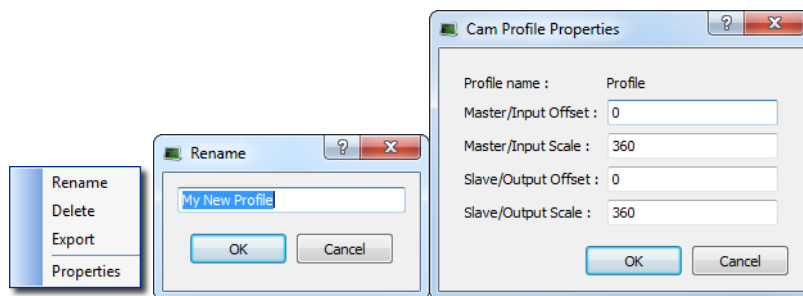 Rename
Delete
Export
Properties
Rename
My New Profile
OK Cancel
Cam Profile Properties
Profile name : Profile
Master/Input Offset : 0
Master/Input Scale : 360
Slave/Output Offset : 0
Slave/Output Scale : 360
OK Cancel